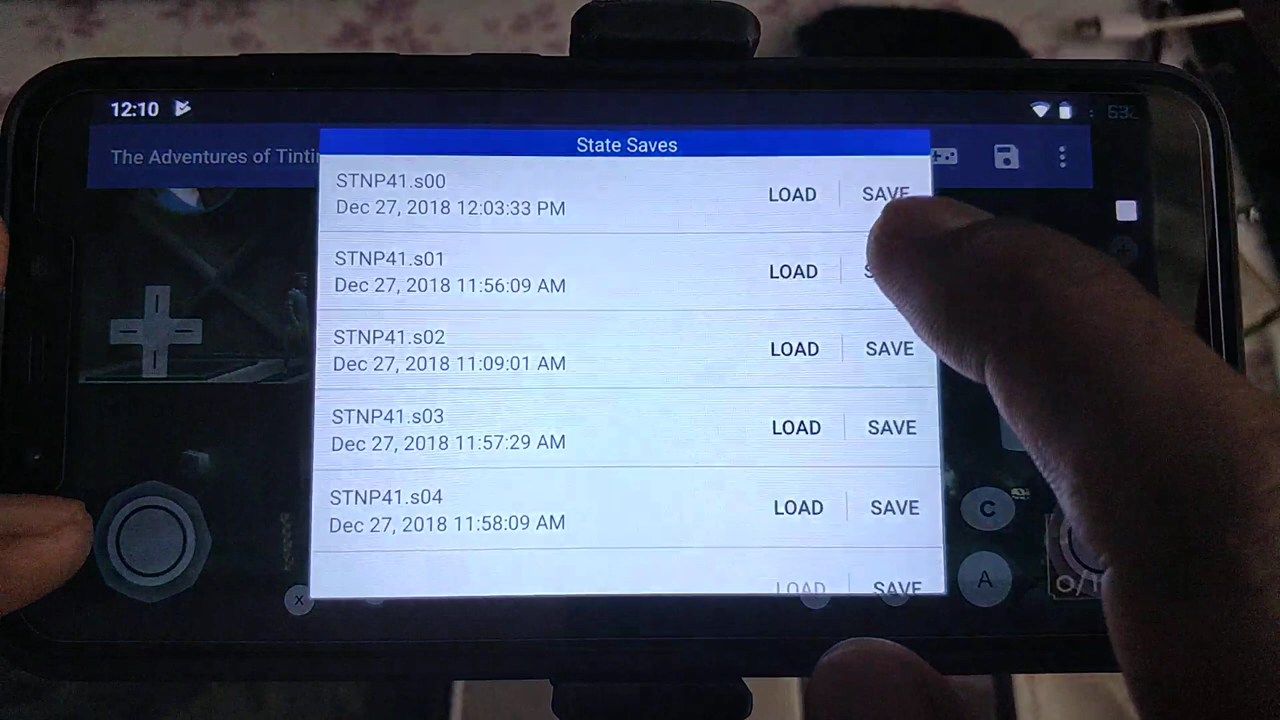 12:10
63
The Adventures of Tintin
State Saves
STNP41.s00
Dec 27, 2018 12:03:33 PM
LOAD
SAVE
STNP41.s01
Dec 27, 2018 11:56:09 AM
LOAD
S
STNP41.s02
Dec 27, 2018 11:09:01 AM
LOAD
SAVE
STNP41.s03
Dec 27, 2018 11:57:29 AM
LOAD
SAVE
STNP41.s04
Dec 27, 2018 11:58:09 AM
LOAD
SAVE
LOAD
SAVE
C
A
X
0/1